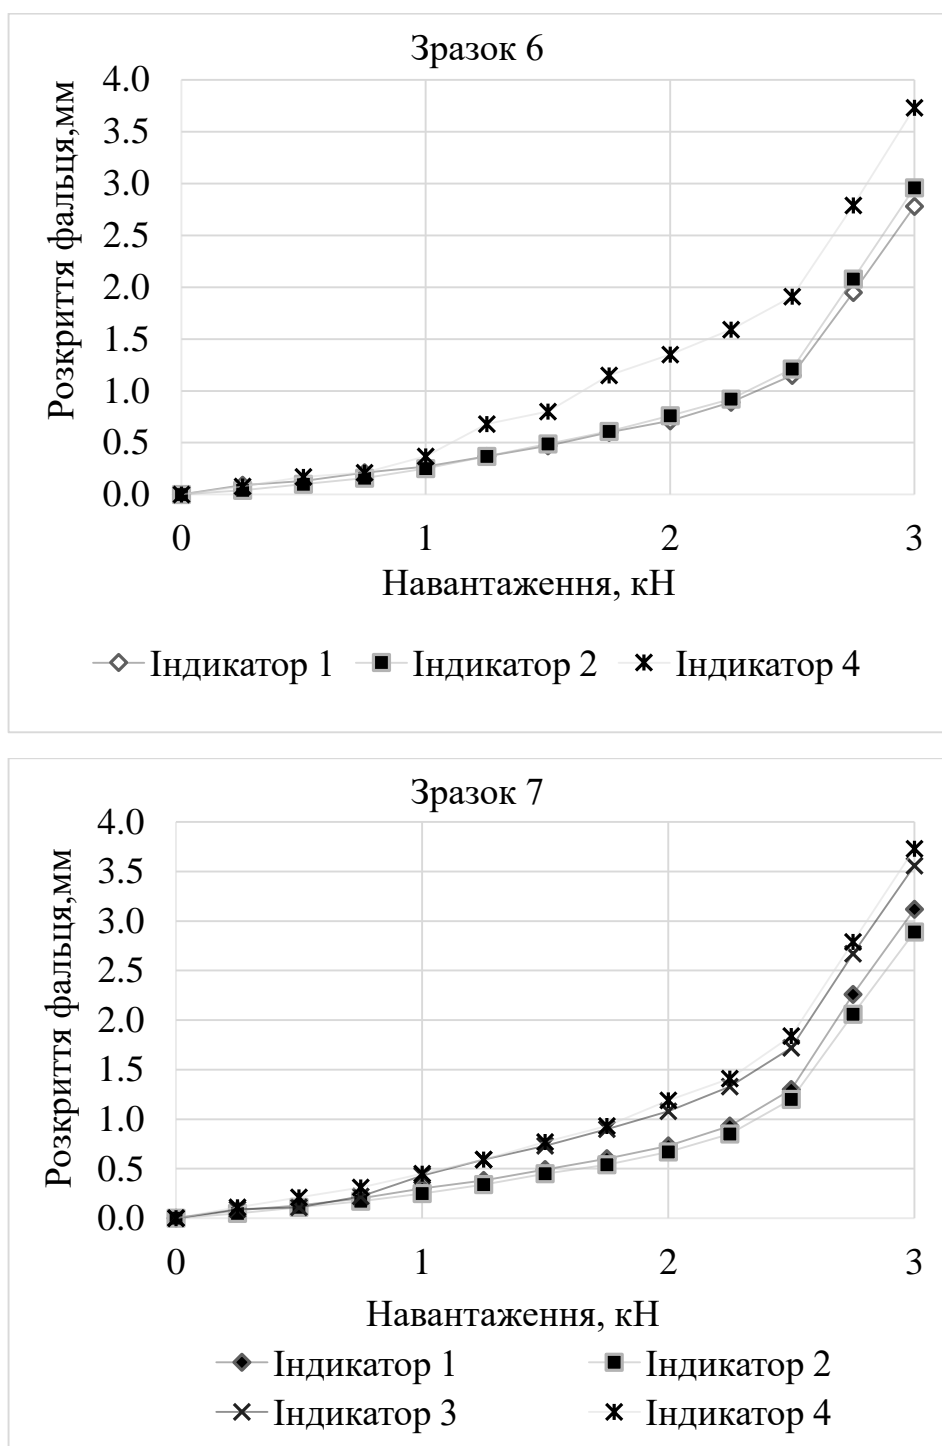 Зразок 6
Розкриття фальця,мм
4.0
3.5
3.0
2.5
2.0
1.5
1.0
0.5
0.0
0 1 2 3
Навантаження, кН
Індикатор 1 Індикатор 2 Індикатор 4
Зразок 7
Розкриття фальця,мм
4.0
3.5
3.0
2.5
2.0
1.5
1.0
0.5
0.0
0 1 2 3
Навантаження, кН
Індикатор 1 Індикатор 2
Індикатор 3 Індикатор 4